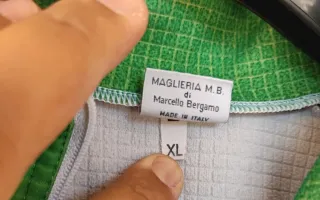 MAGLIERIA M.B.
di
Marcello Bergamo
MADE IN ITALY
XL